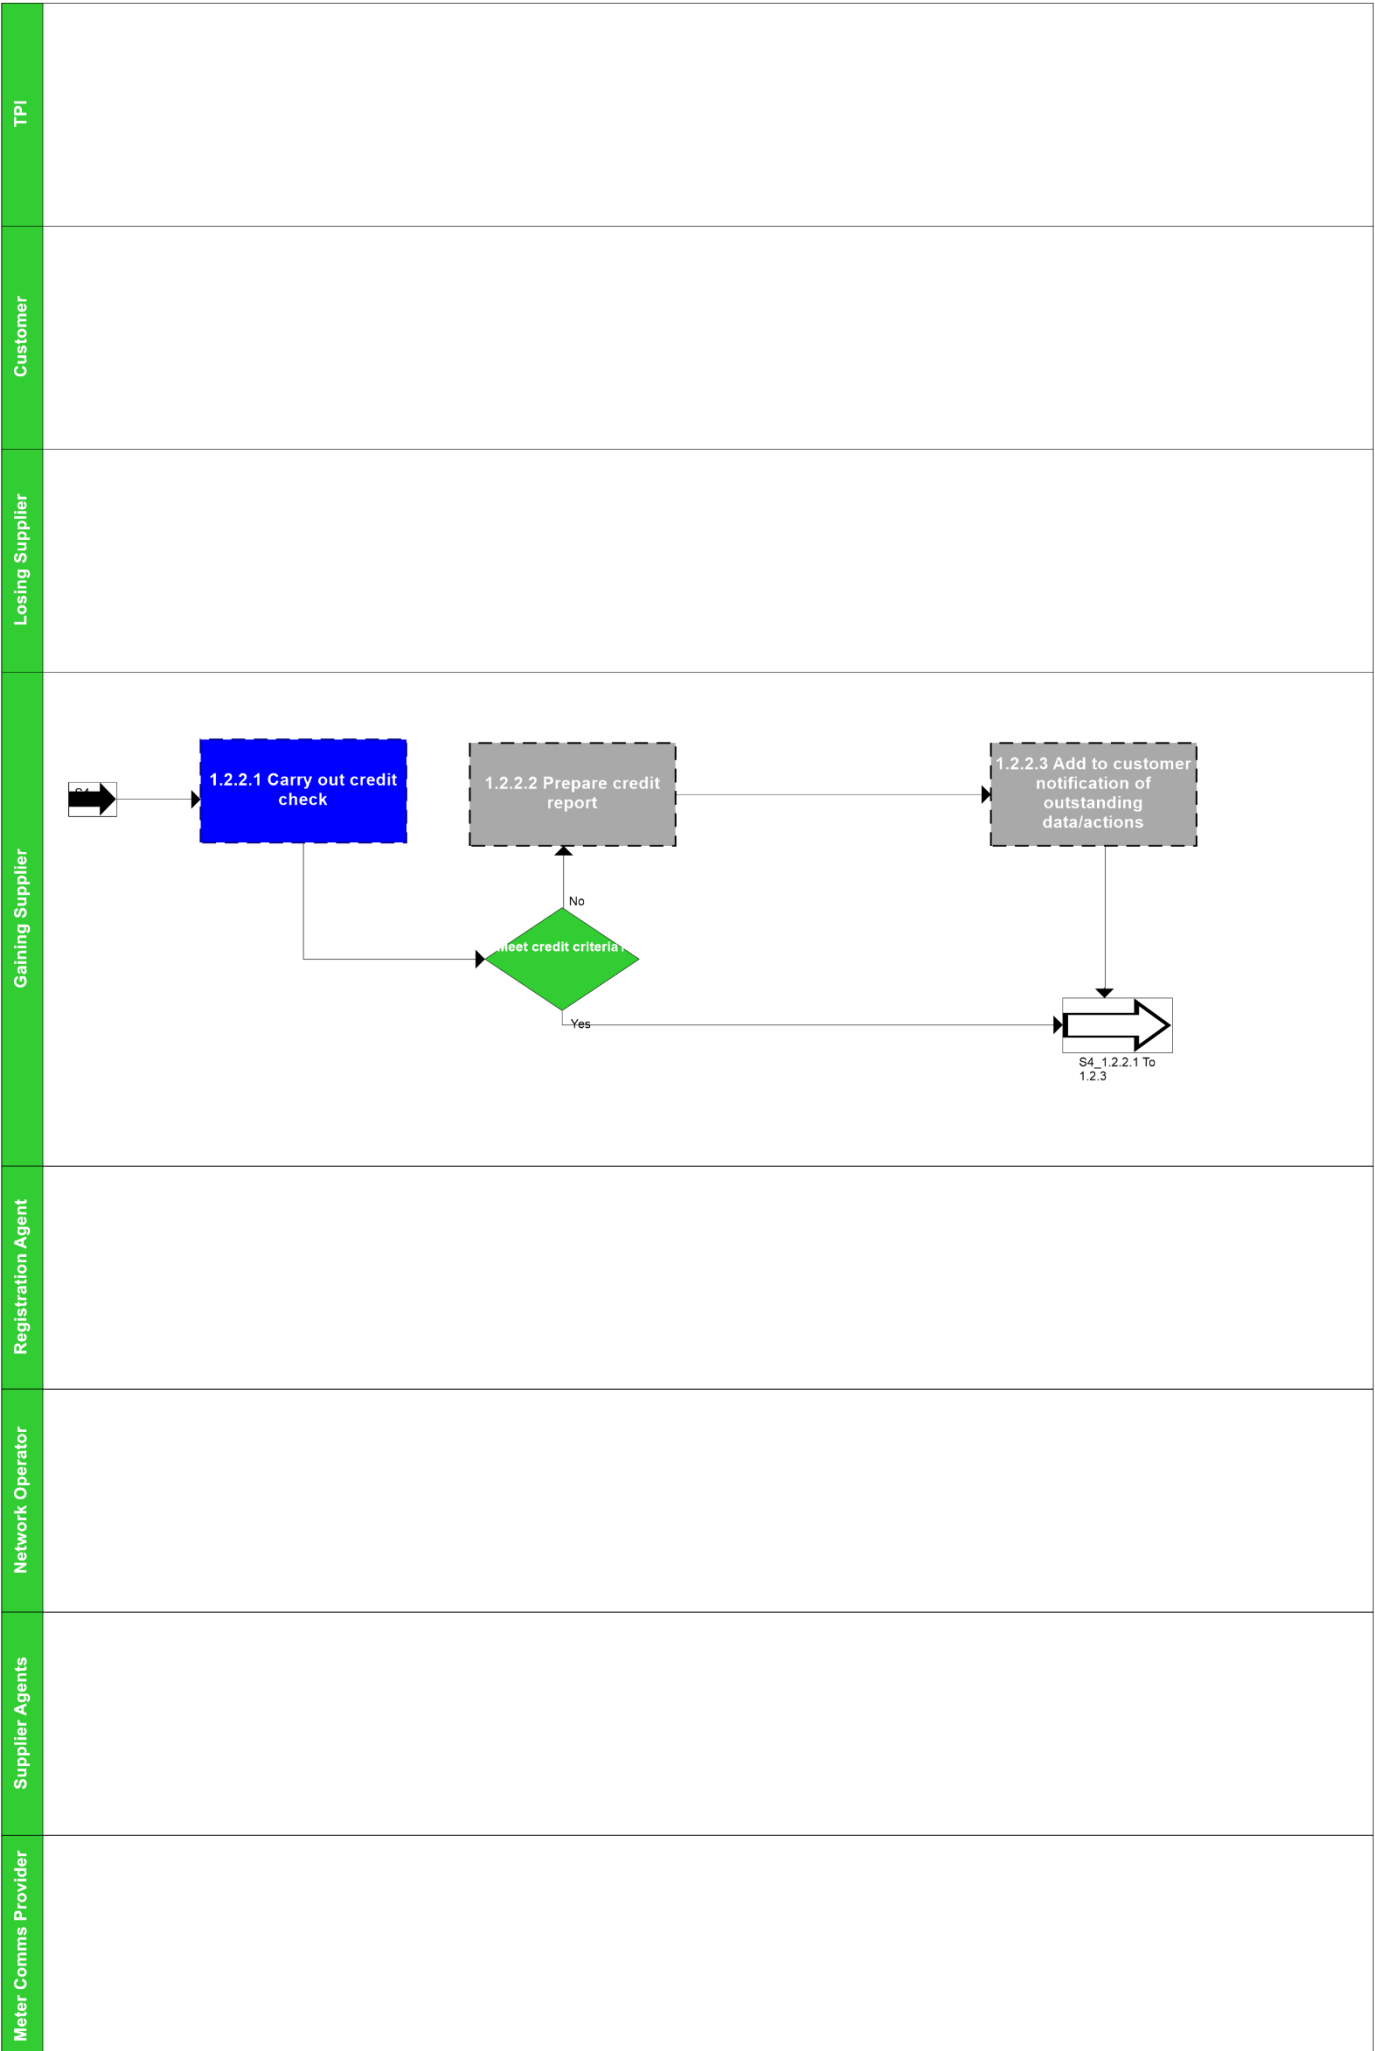 TPI
Customer
Losing Supplier
Gaining Supplier
1.2.2.1 Carry out credit
check
1.2.2.2 Prepare credit
report
1.2.2.3 Add to customer
notification of
outstanding
data/actions
No
Meet credit criteria?
Yes
S4_1.2.2.1 To
1.2.3
Registration Agent
Network Operator
Supplier Agents
Meter Comms Provider